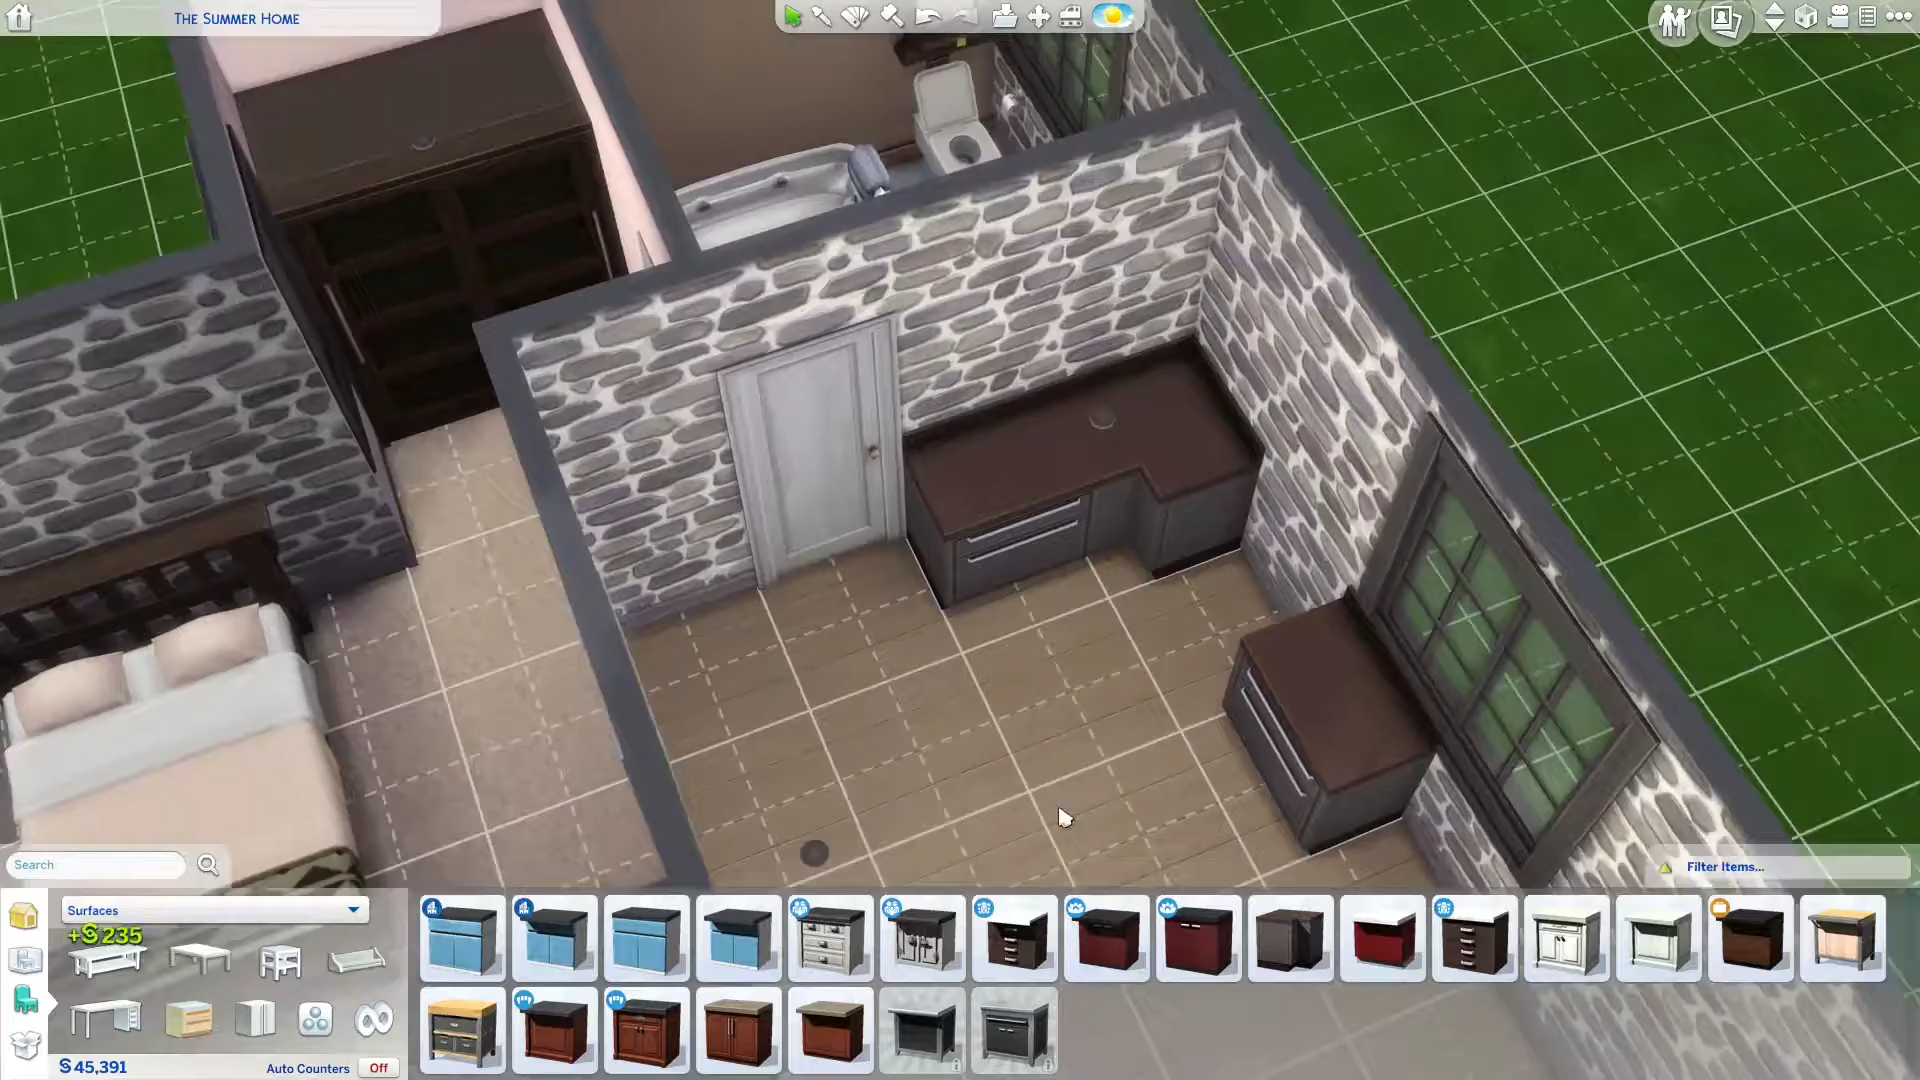 THE SUMMER HOME
Search
Filter Items...
Surfaces
+§235
§45,391
Auto Counters
Off